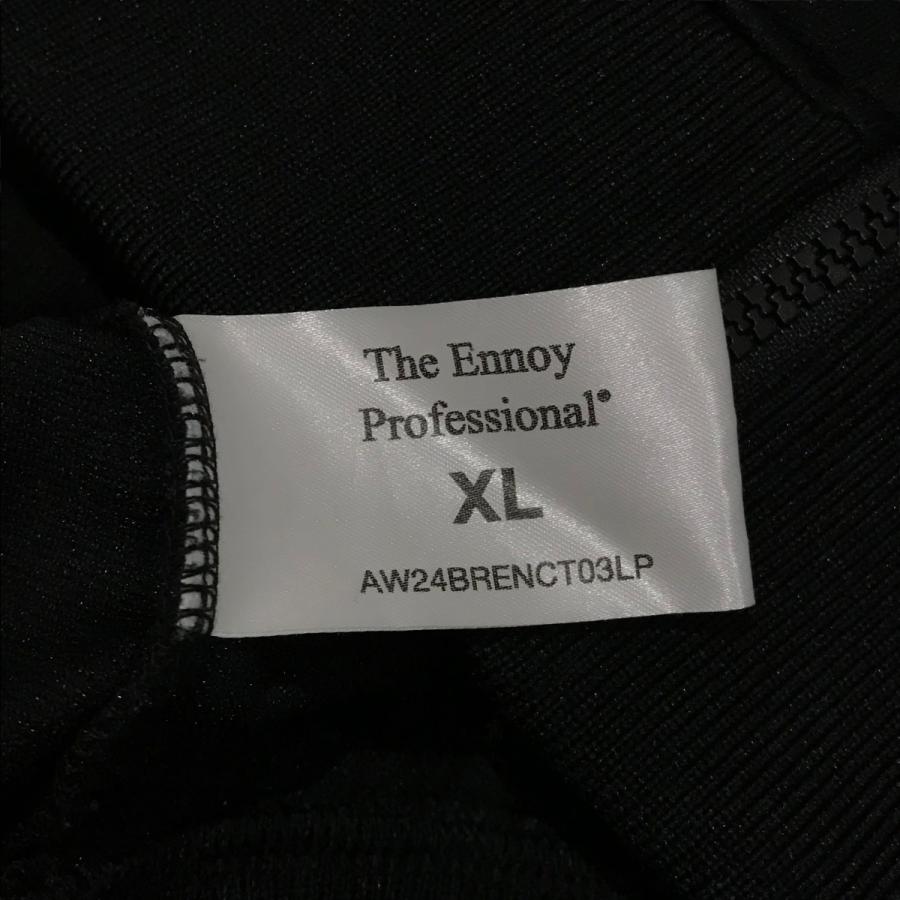 The Ennoy
Professional®
XL
AW24BRENCT03LP